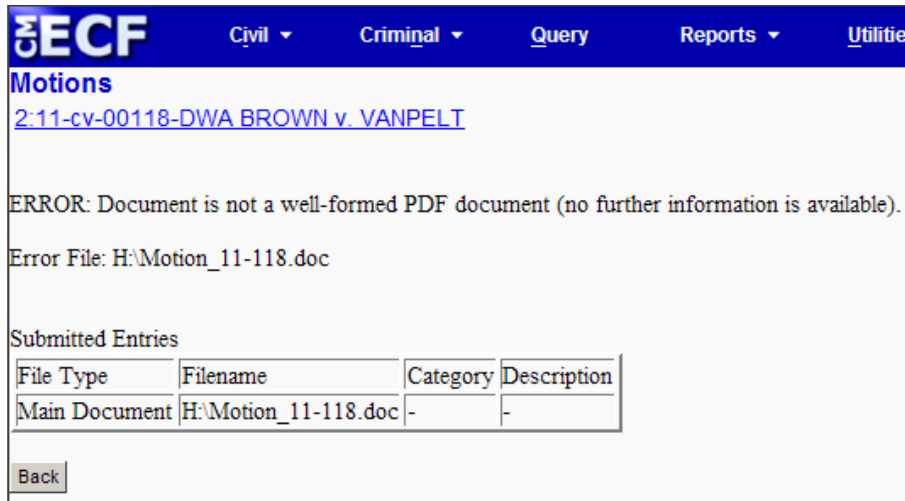 CM ECF Civil Criminal Query Reports Utilitie
Motions
2:11-cv-00118-DWA BROWN v. VANPELT
ERROR: Document is not a well-formed PDF document (no further information is available).
Error File: H:\Motion_11-118.doc
Submitted Entries
File Type Filename Category Description
Main Document H:\Motion_11-118.doc - -
Back